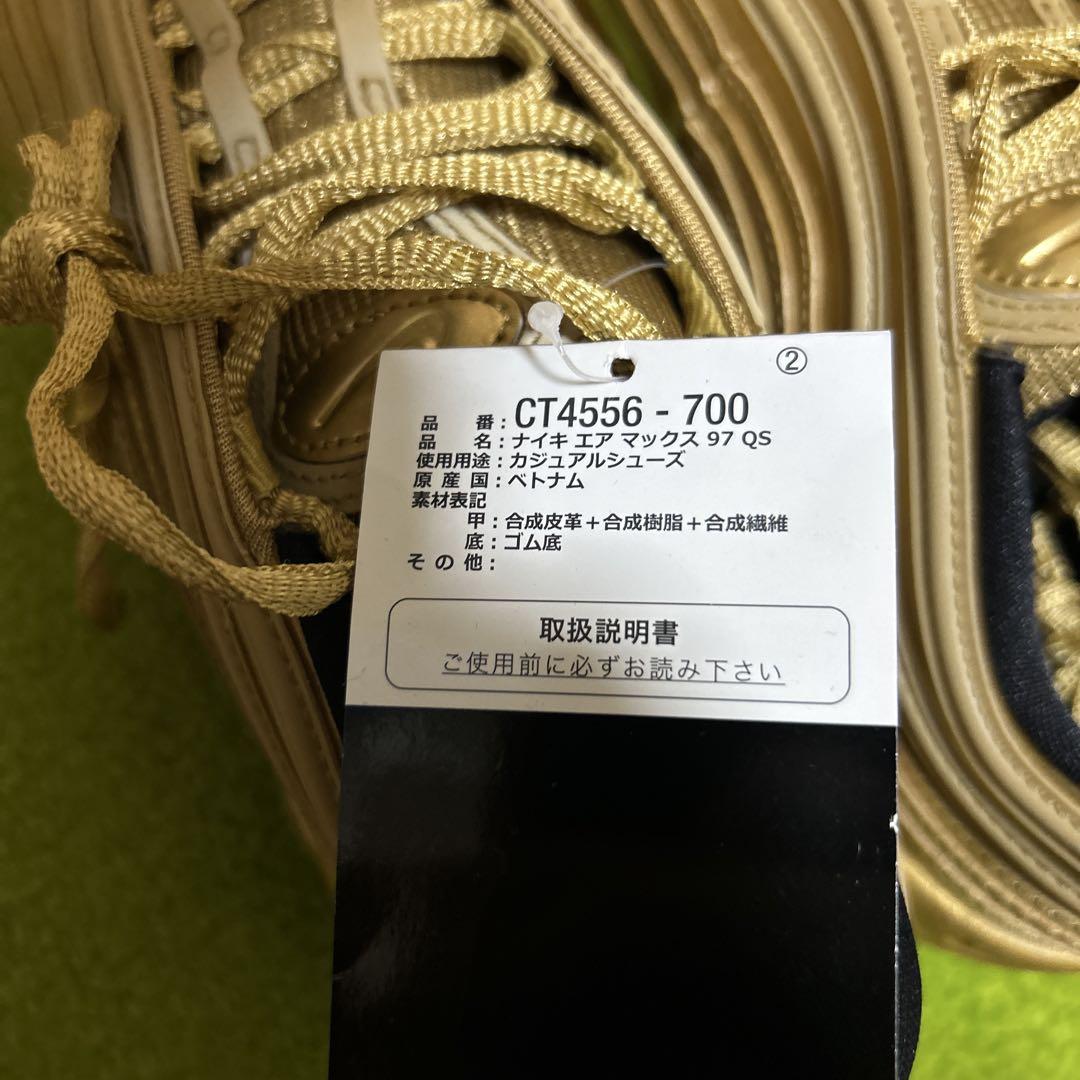 ②
品 番：CT4556 - 700
品 名：ナイキ エア マックス 97 QS
使用用途：カジュアルシューズ
原 産 国：ベトナム
素材表記
甲：合成皮革＋合成樹脂＋合成繊維
底：ゴム底
そ の 他：
取扱説明書
ご使用前に必ずお読み下さい